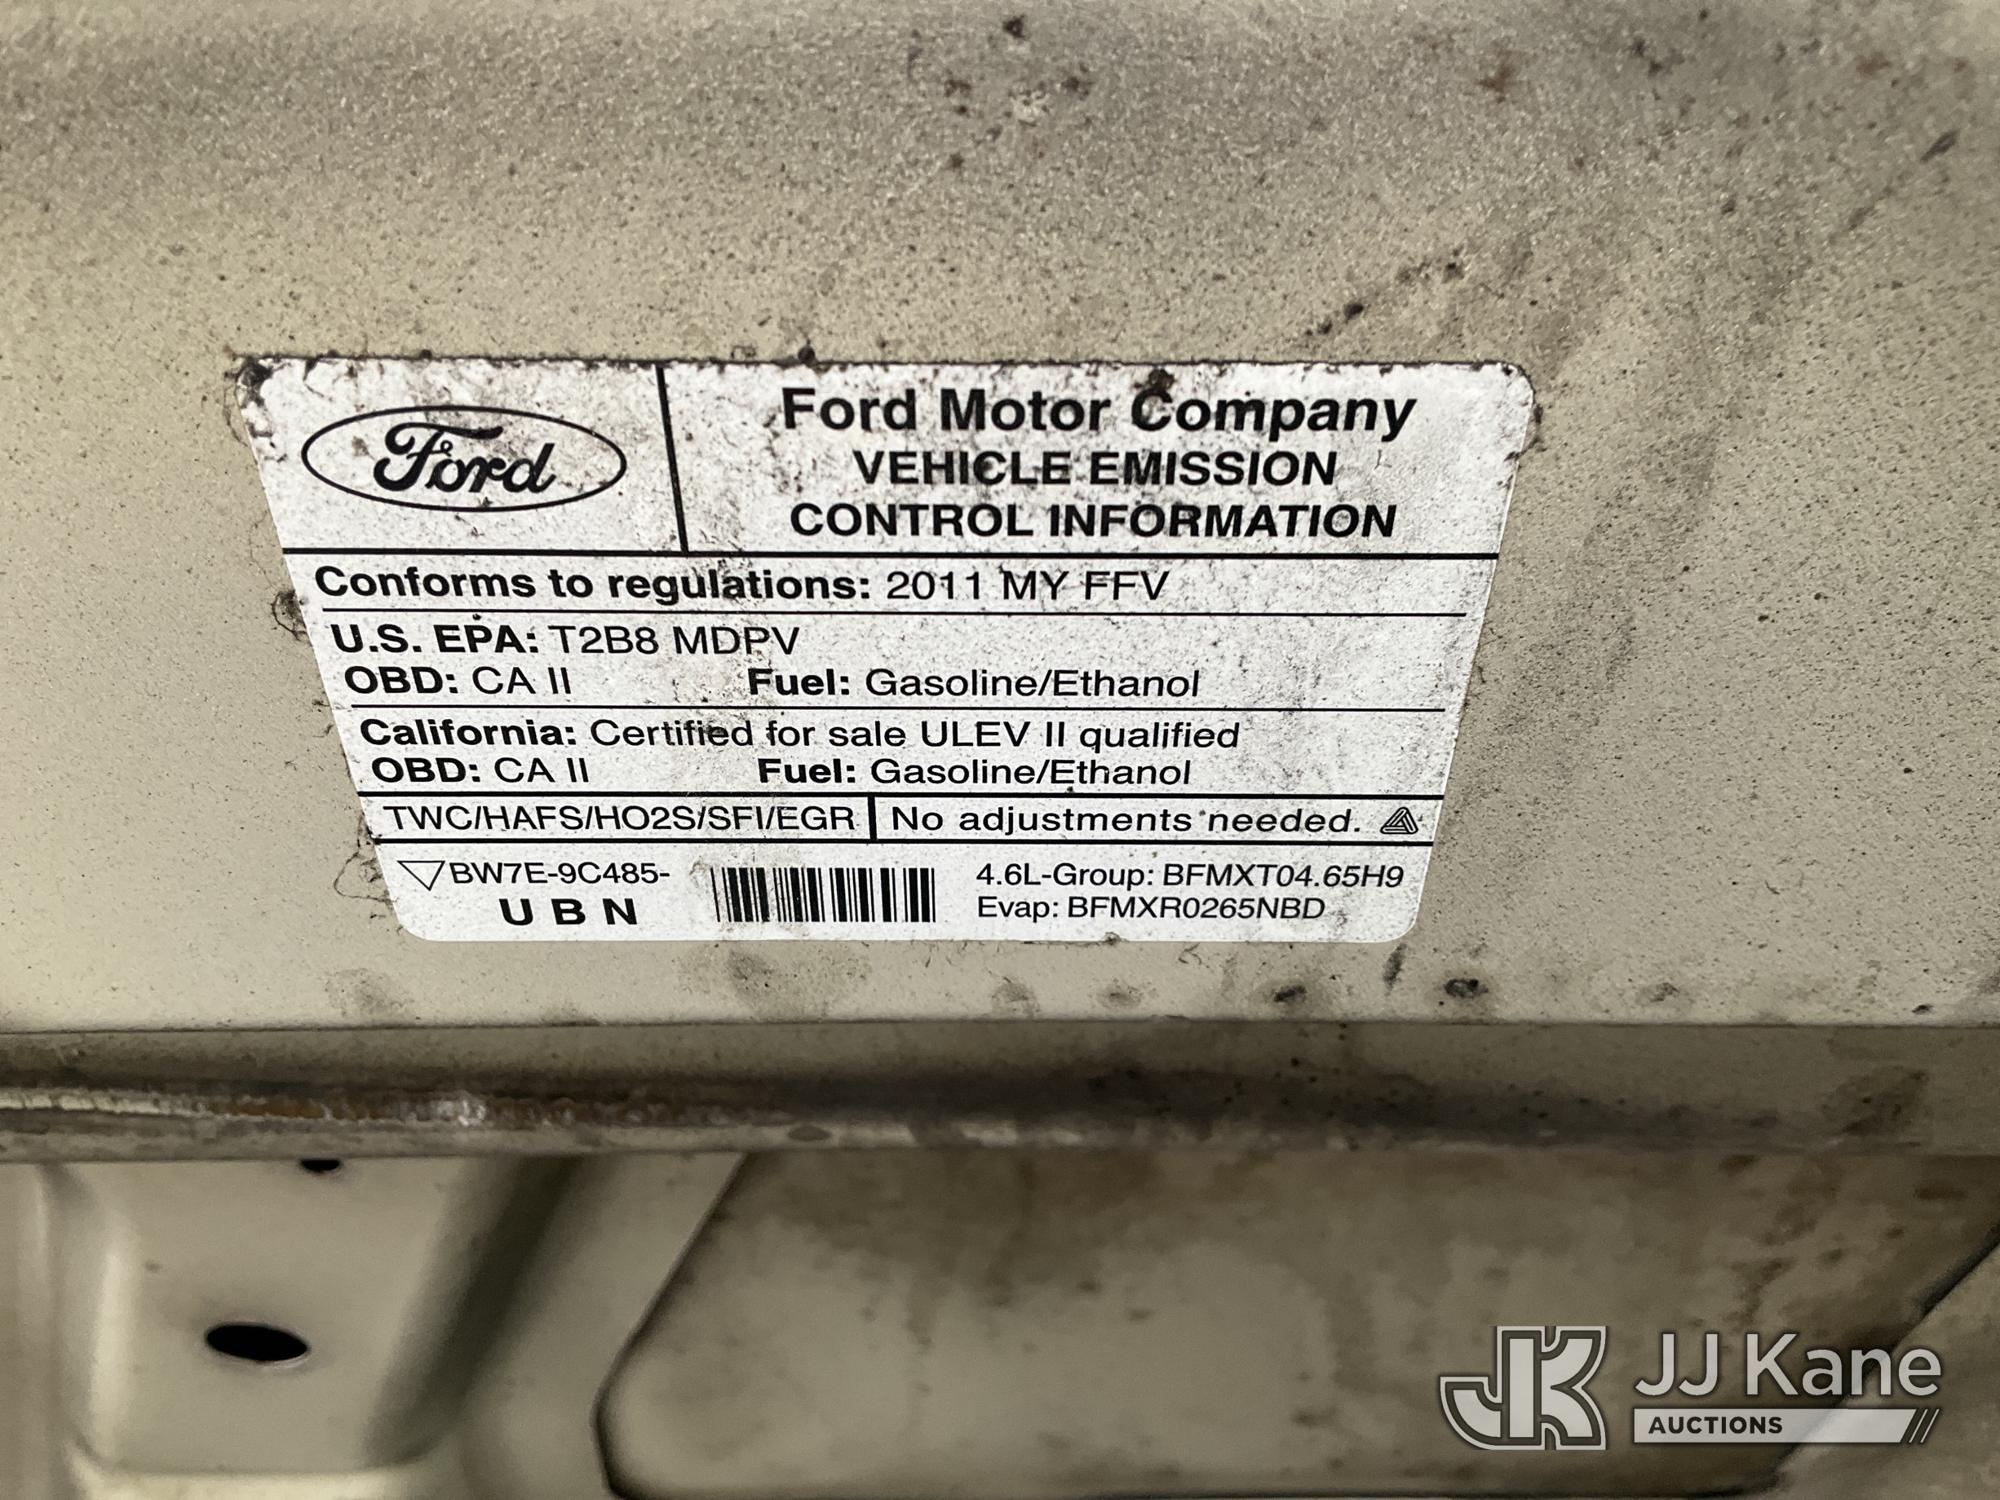 Ford
Ford Motor Company
VEHICLE EMISSION
CONTROL INFORMATION
Conforms to regulations: 2011 MY FFV
U.S. EPA: T2B8 MDPV
OBD: CA II Fuel: Gasoline/Ethanol
California: Certified for sale ULEV II qualified
OBD: CA II Fuel: Gasoline/Ethanol
TWC/HAFS/HO2S/SFI/EGR No adjustments needed.
BW7E-9C485-
U B N
4.6L-Group: BFMXT04.65H9
Evap: BFMXR0265NBD
JK JJ Kane
AUCTIONS